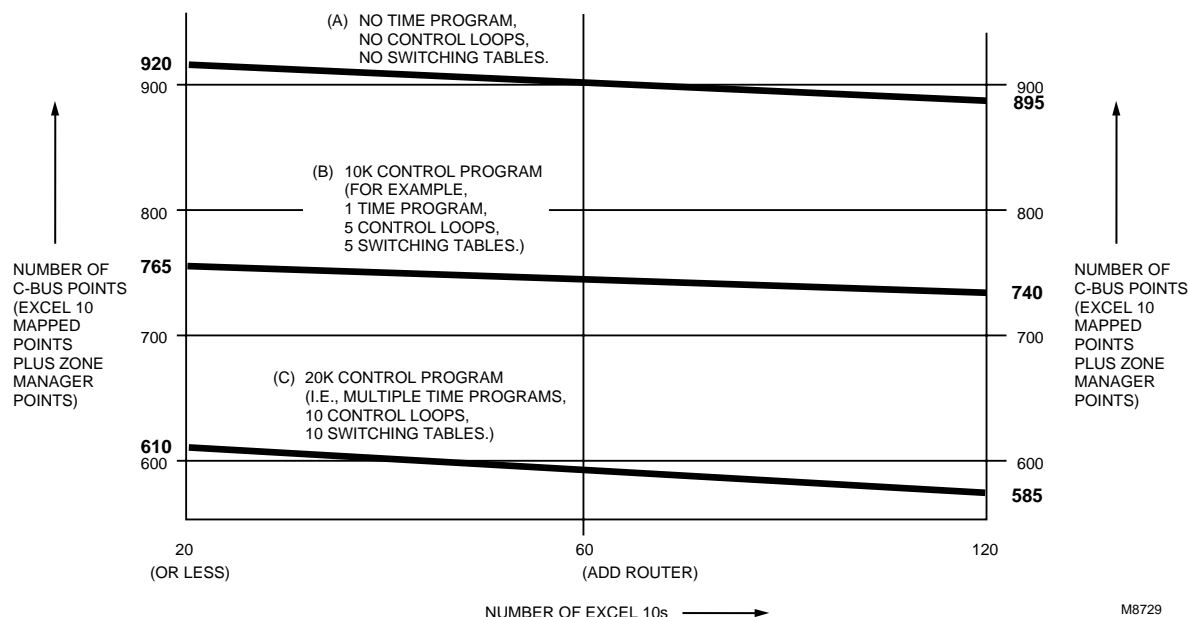 (A) NO TIME PROGRAM,
NO CONTROL LOOPS,
NO SWITCHING TABLES.
920
900
900
895
(B) 10K CONTROL PROGRAM
(FOR EXAMPLE,
1 TIME PROGRAM,
5 CONTROL LOOPS,
5 SWITCHING TABLES.)
800
800
765
740
NUMBER OF
C-BUS POINTS
(EXCEL 10
MAPPED
POINTS
PLUS ZONE
MANAGER
POINTS)
NUMBER OF
C-BUS POINTS
(EXCEL 10
MAPPED
POINTS
PLUS ZONE
MANAGER
POINTS)
700
700
(C) 20K CONTROL PROGRAM
(I.E., MULTIPLE TIME PROGRAMS,
10 CONTROL LOOPS,
10 SWITCHING TABLES.)
610
600
600
585
20
(OR LESS)
60
(ADD ROUTER)
120
NUMBER OF EXCEL 10s
M8729